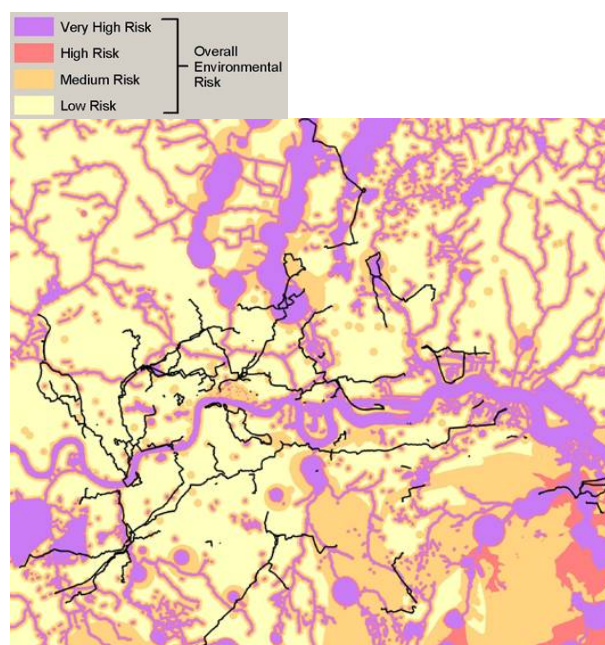 Very High Risk
High Risk
Medium Risk
Low Risk
Overall
Environmental
Risk